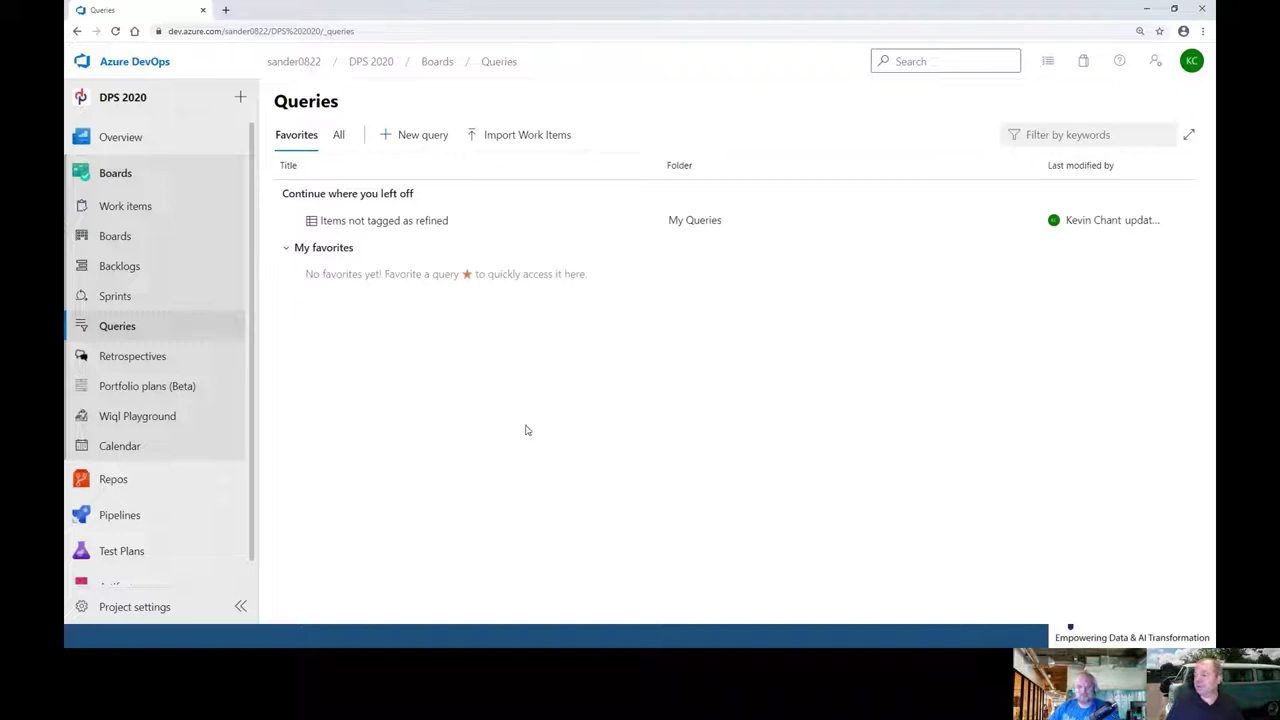 Queries
dev.azure.com/sander0822/DPS%202020/_queries
Azure DevOps
sander0822 / DPS 2020 / Boards / Queries
Search
KC
DPS 2020
Overview
Boards
Work items
Boards
Backlogs
Sprints
Queries
Retrospectives
Portfolio plans (Beta)
Wiql Playground
Calendar
Repos
Pipelines
Test Plans
Project settings
Queries
Favorites
All
New query
Import Work Items
Filter by keywords
Title
Folder
Last modified by
Continue where you left off
Items not tagged as refined
My Queries
Kevin Chant updat...
My favorites
No favorites yet! Favorite a query ★ to quickly access it here.
Empowering Data & AI Transformation